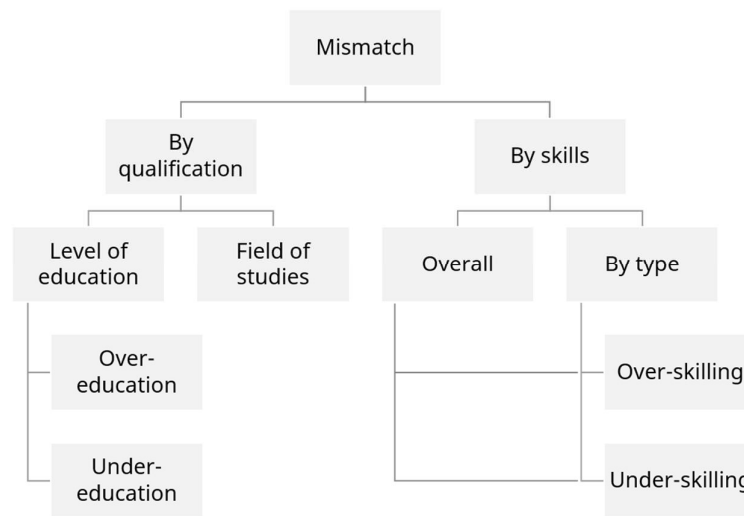 Mismatch
By
qualification
By skills
Level of
education
Field of
studies
Overall
By type
Over-
education
Over-skilling
Under-
education
Under-skilling